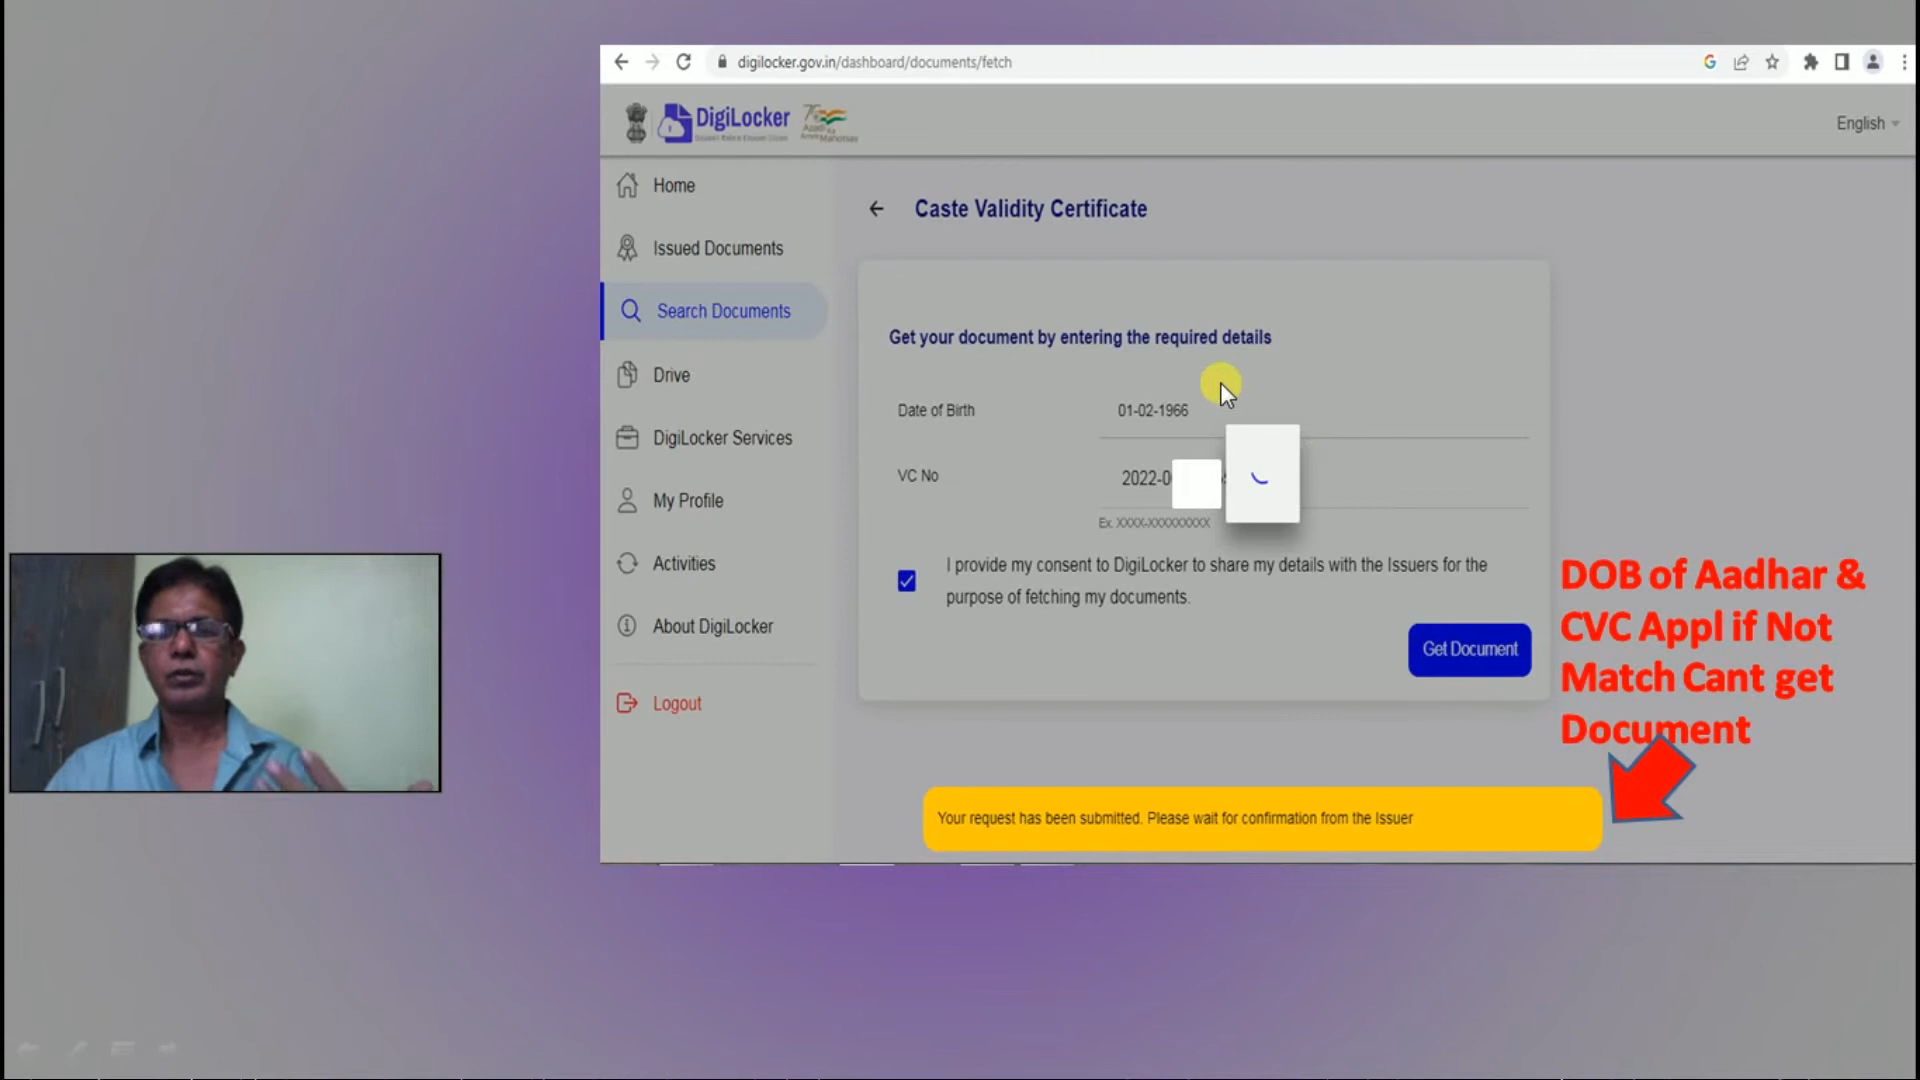 digilocker.gov.in/dashboard/documents/fetch
DigiLocker
English
Home
Issued Documents
Search Documents
Drive
DigiLocker Services
My Profile
Activities
About DigiLocker
Logout
Caste Validity Certificate
Get your document by entering the required details
Date of Birth 01-02-1966
VC No
Ex. XXXX-XXXXXXXXX
I provide my consent to DigiLocker to share my details with the Issuers for the
purpose of fetching my documents.
Get Document
Your request has been submitted. Please wait for confirmation from the Issuer
DOB of Aadhar &
CVC Appl if Not
Match Cant get
Document